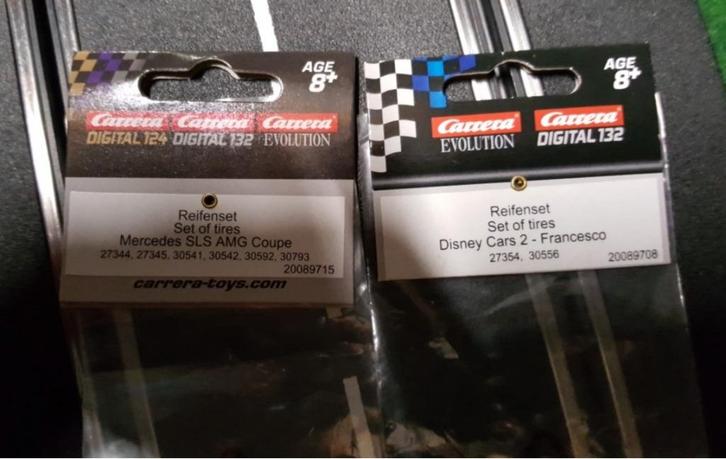 AGE
8+
Carrera Carrera Carrera
DIGITAL 124 DIGITAL 132 EVOLUTION
Reifenset
Set of tires
Mercedes SLS AMG Coupe
27344, 27345, 30541, 30542, 30592, 30793
20089715
carrera-toys.com
AGE
8+
Carrera Carrera
EVOLUTION DIGITAL 132
Reifenset
Set of tires
Disney Cars 2 - Francesco
27354, 30556
20089708